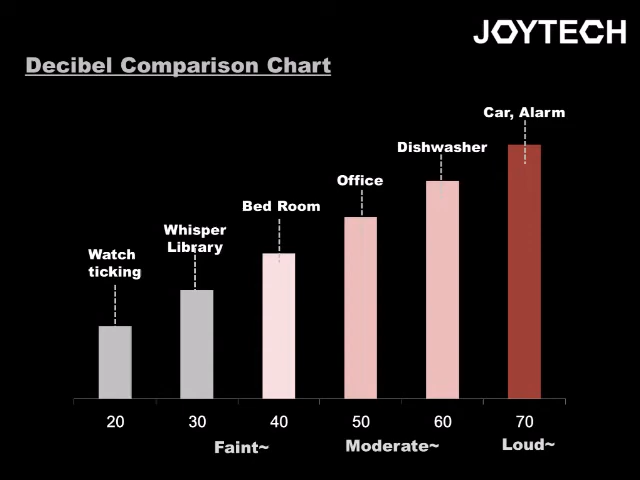 JOYTECH
Decibel Comparison Chart
Car, Alarm
Dishwasher
Office
Bed Room
Whisper
Library
Watch
ticking
20 30 40 50 60 70
Faint~ Moderate~ Loud~